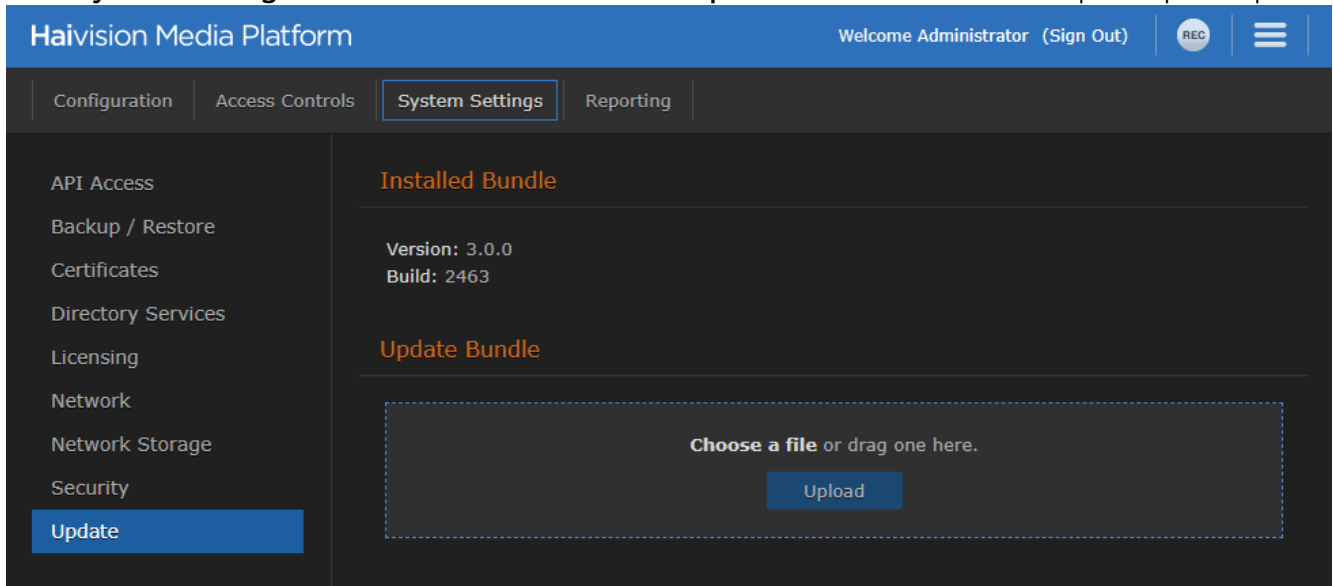 Haivision Media Platform
Welcome Administrator (Sign Out)
REC
Configuration
Access Controls
System Settings
Reporting
API Access
Backup / Restore
Certificates
Directory Services
Licensing
Network
Network Storage
Security
Update
Installed Bundle
Version: 3.0.0
Build: 2463
Update Bundle
Choose a file or drag one here.
Upload